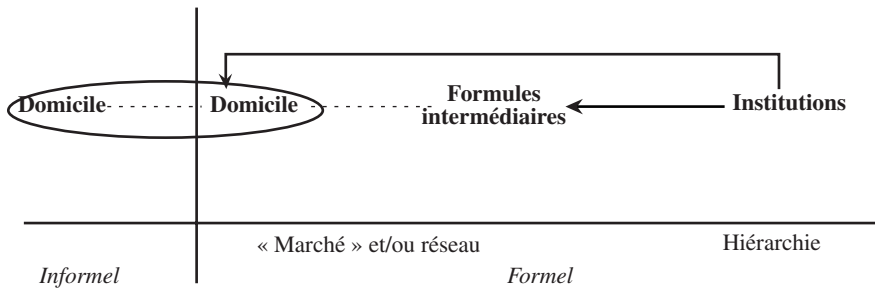 Domicile Domicile Formules intermédiaires Institutions
« Marché » et/ou réseau Hiérarchie
Informel Formel